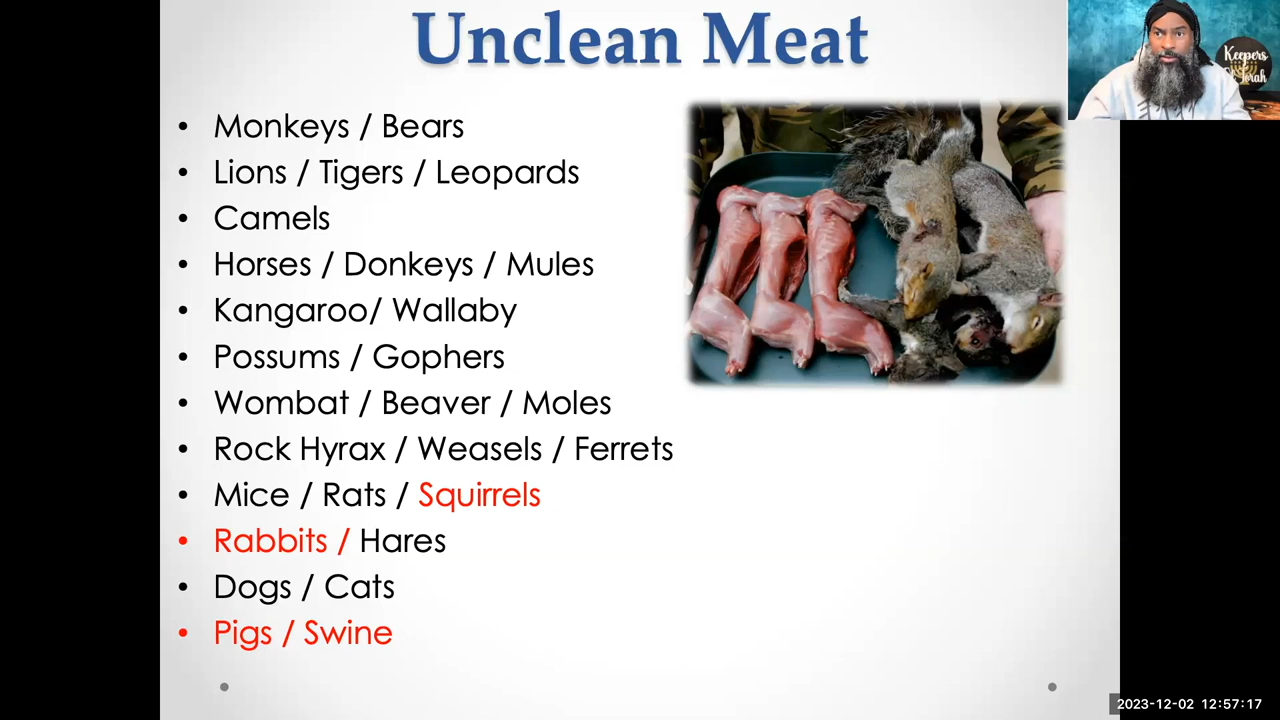 Unclean Meat
Keepers
Of Torah
• Monkeys / Bears
• Lions / Tigers / Leopards
• Camels
• Horses / Donkeys / Mules
• Kangaroo/ Wallaby
• Possums / Gophers
• Wombat / Beaver / Moles
• Rock Hyrax / Weasels / Ferrets
• Mice / Rats / Squirrels
• Rabbits / Hares
• Dogs / Cats
• Pigs / Swine
2023-12-02 12:57:17